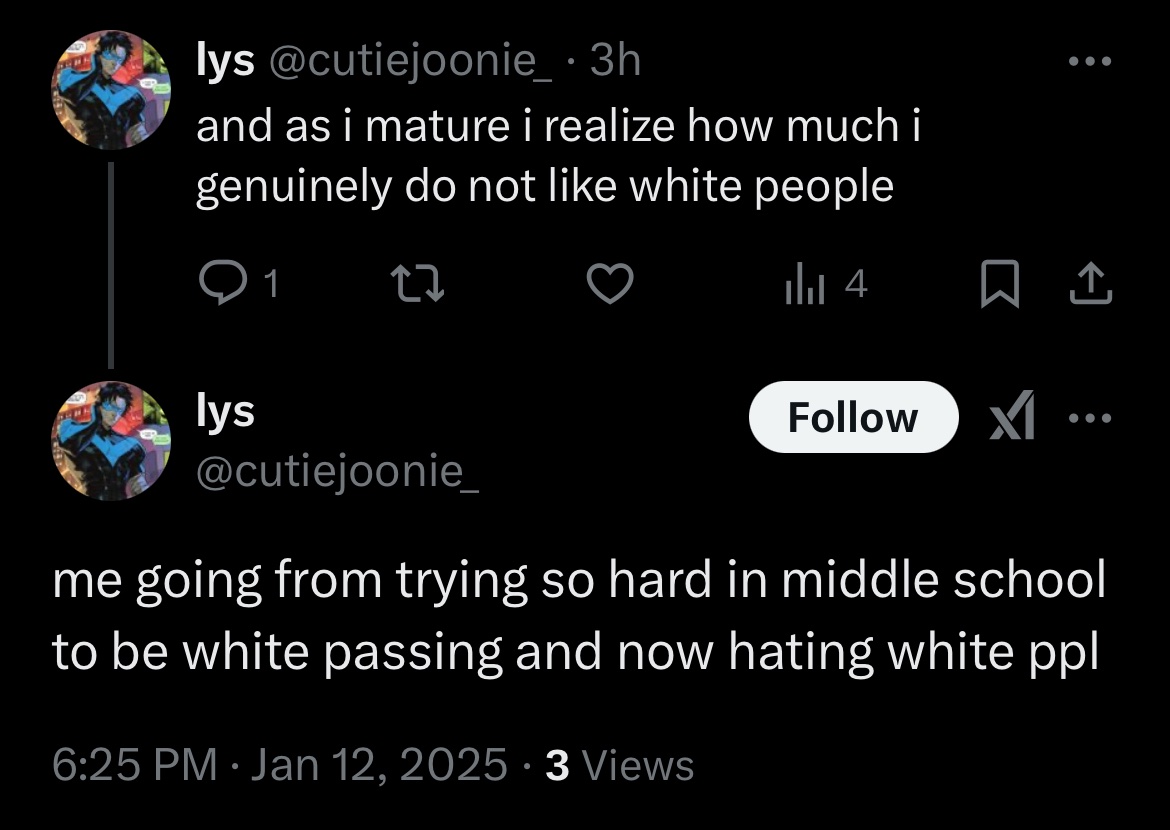 lys @cutiejoonie_ · 3h
and as i mature i realize how much i
genuinely do not like white people
1 4
lys
@cutiejoonie_
Follow
me going from trying so hard in middle school
to be white passing and now hating white ppl
6:25 PM · Jan 12, 2025 · 3 Views